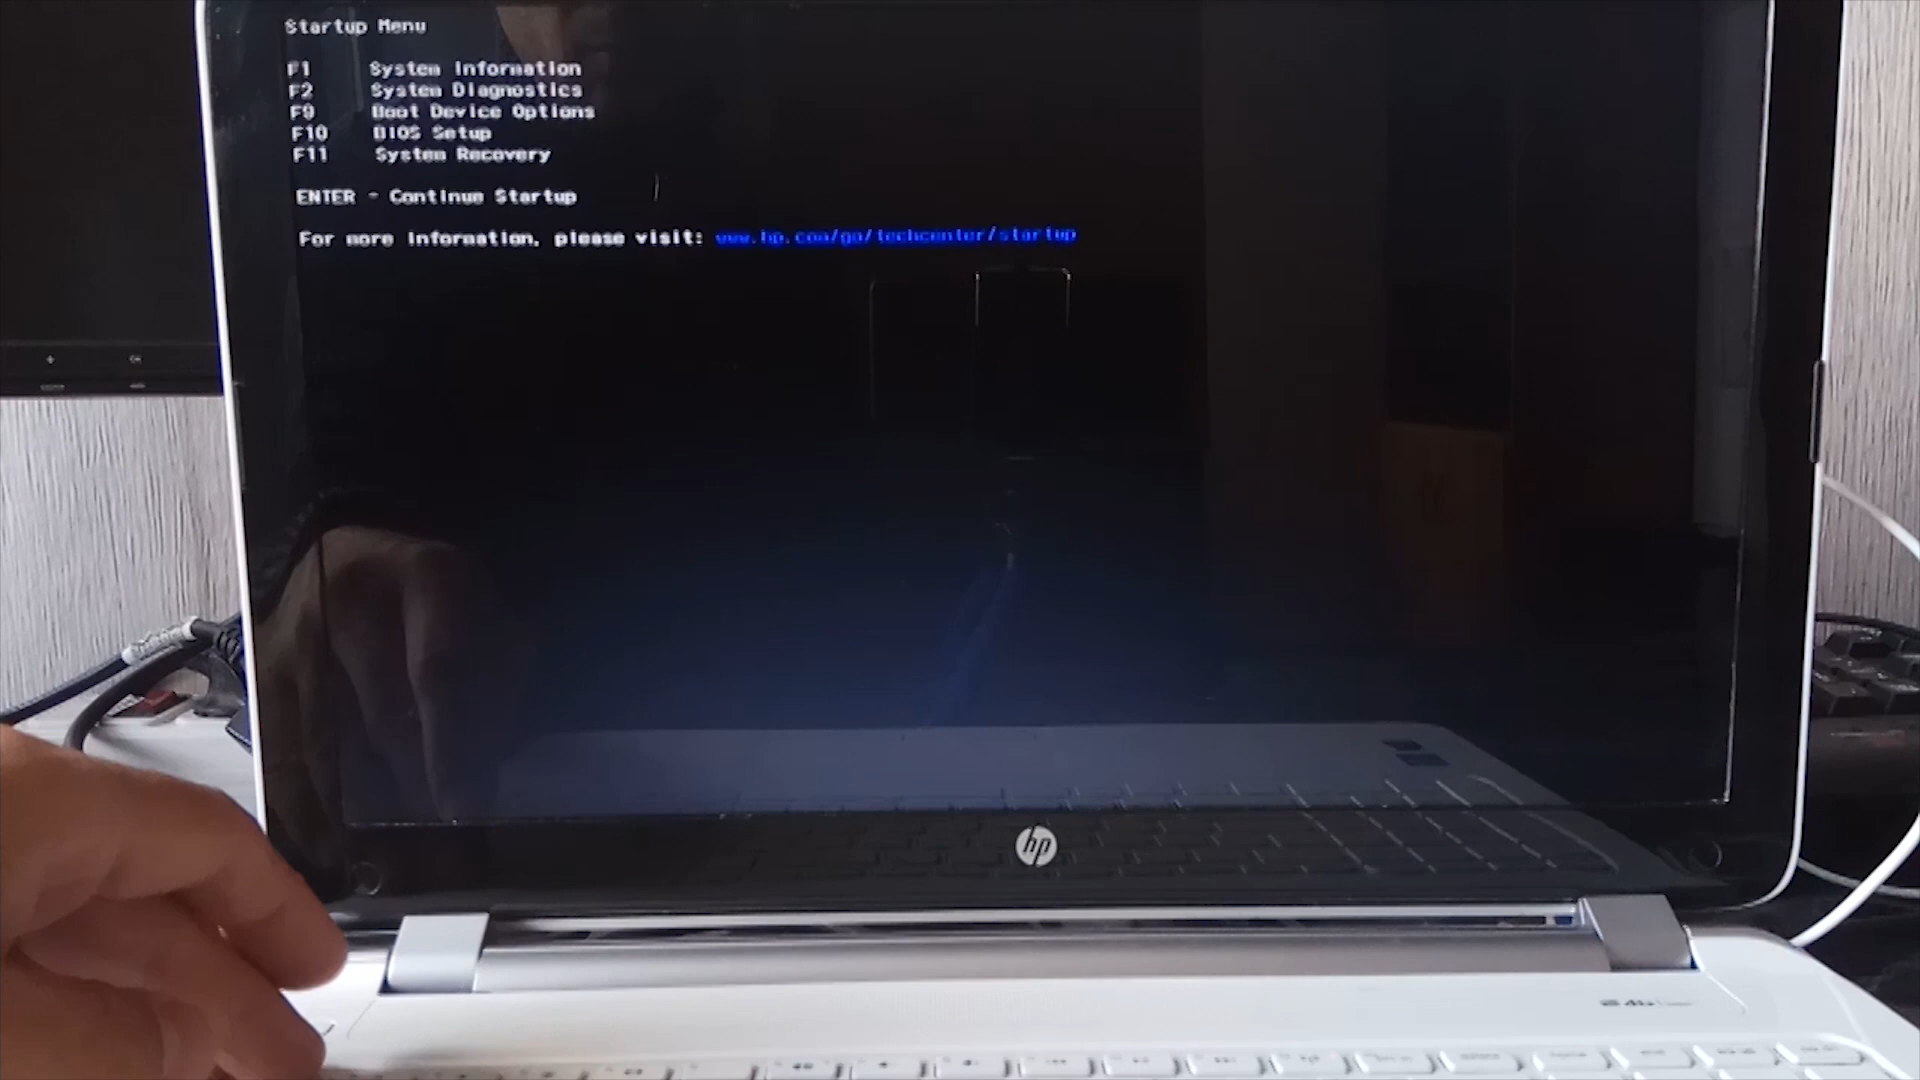 Startup Menu
F1 System Information
F2 System Diagnostics
F9 Boot Device Options
F10 BIOS Setup
F11 System Recovery
ENTER - Continue Startup
For more information, please visit: www.hp.com/go/techcenter/startup
hp